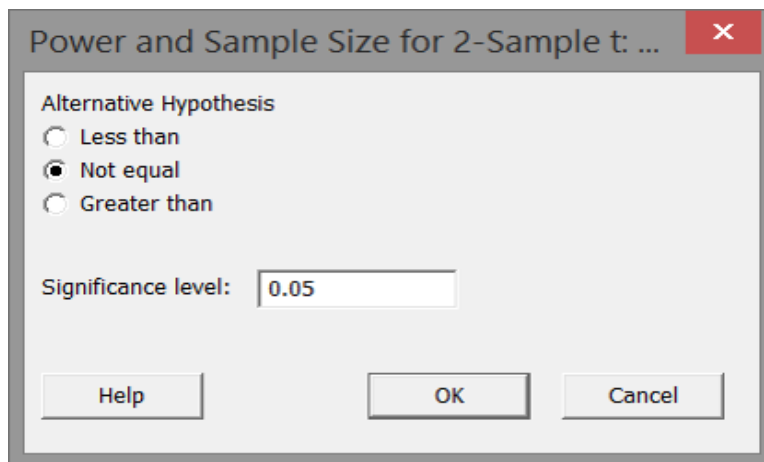 Power and Sample Size for 2-Sample t: ...
Alternative Hypothesis
Less than
Not equal
Greater than
Significance level: 0.05
Help OK Cancel